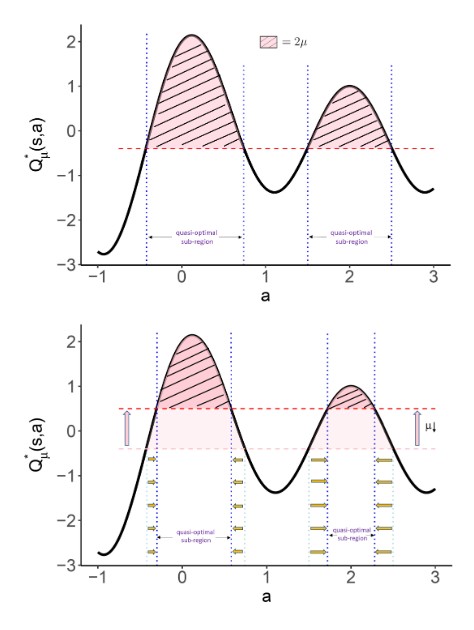 2
1
0
−1
−2
−3
Q*μ(s,a)
= 2μ
quasi-optimal
sub-region
quasi-optimal
sub-region
−1 0 1 2 3
a
2
1
0
−1
−2
−3
Q*μ(s,a)
μ↓
quasi-optimal
sub-region
quasi-optimal
sub-region
−1 0 1 2 3
a